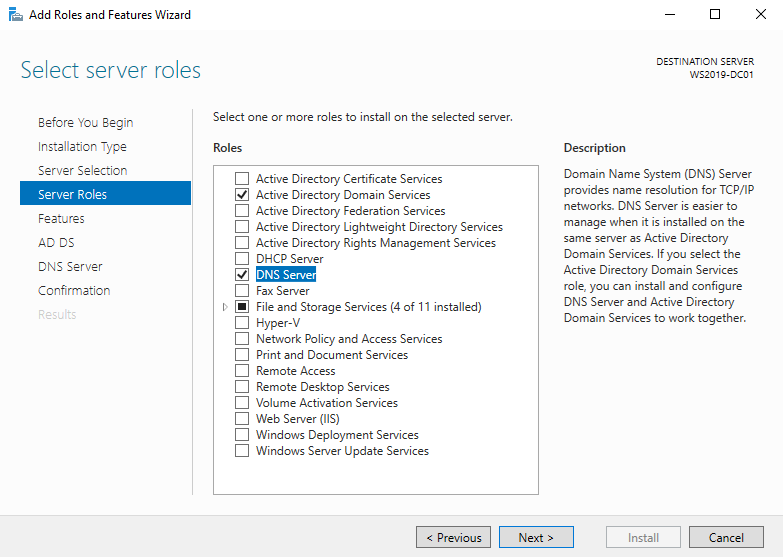 Add Roles and Features Wizard
Select server roles
DESTINATION SERVER
WS2019-DC01
Before You Begin
Installation Type
Server Selection
Server Roles
Features
AD DS
DNS Server
Confirmation
Results
Select one or more roles to install on the selected server.
Roles
Active Directory Certificate Services
Active Directory Domain Services
Active Directory Federation Services
Active Directory Lightweight Directory Services
Active Directory Rights Management Services
DHCP Server
DNS Server
Fax Server
File and Storage Services (4 of 11 installed)
Hyper-V
Network Policy and Access Services
Print and Document Services
Remote Access
Remote Desktop Services
Volume Activation Services
Web Server (IIS)
Windows Deployment Services
Windows Server Update Services
Description
Domain Name System (DNS) Server
provides name resolution for TCP/IP
networks. DNS Server is easier to
manage when it is installed on the
same server as Active Directory
Domain Services. If you select the
Active Directory Domain Services
role, you can install and configure
DNS Server and Active Directory
Domain Services to work together.
< Previous
Next >
Install
Cancel